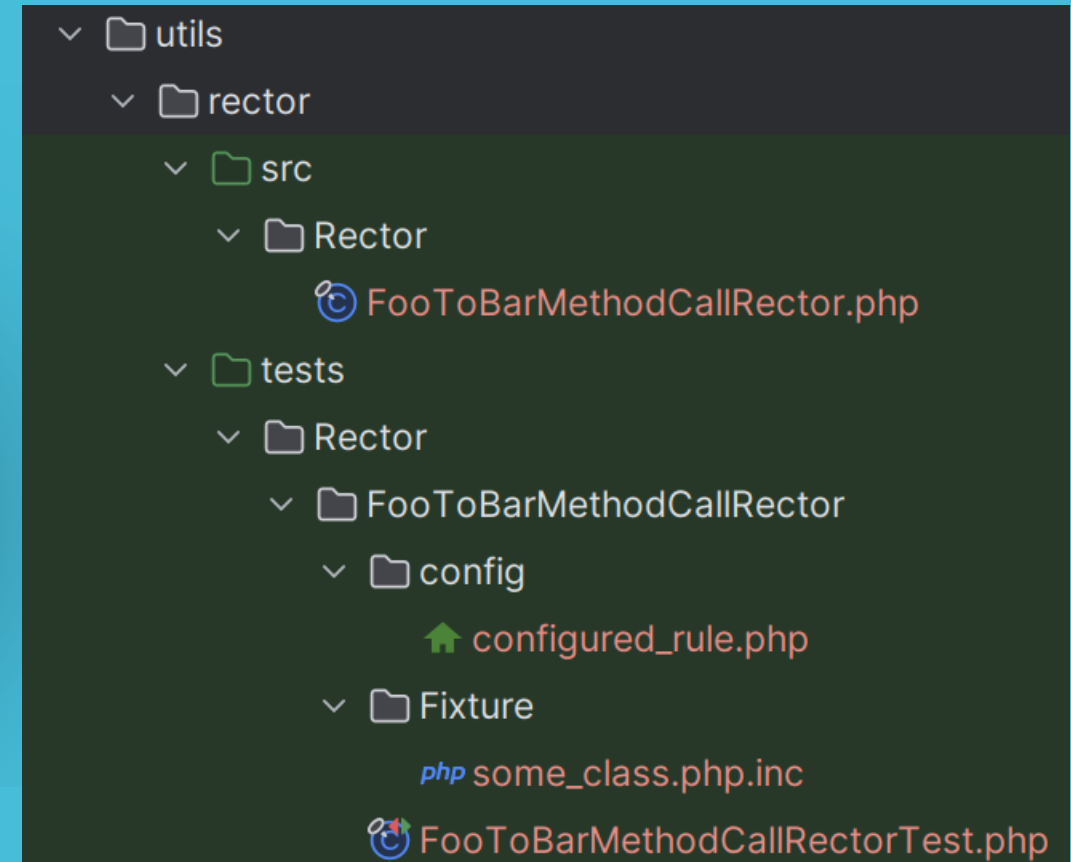 utils
rector
src
Rector
FooToBarMethodCallRector.php
tests
Rector
FooToBarMethodCallRector
config
configured_rule.php
Fixture
php some_class.php.inc
FooToBarMethodCallRectorTest.php